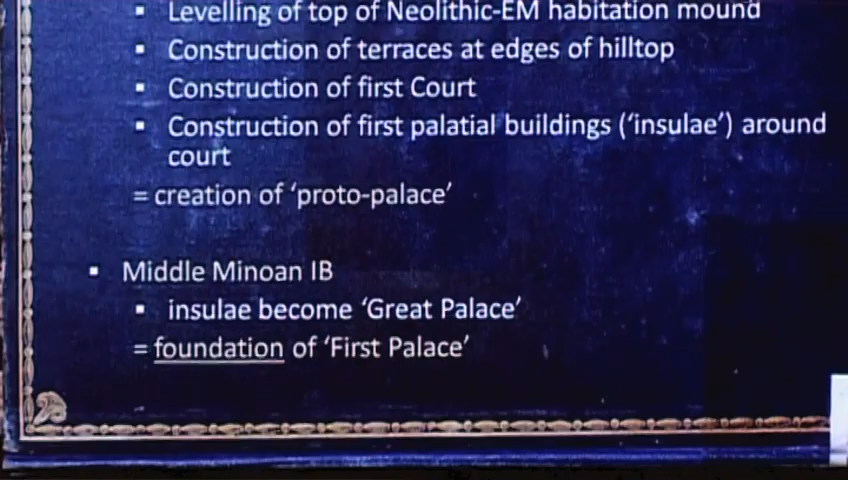 ▪ Levelling of top of Neolithic-EM habitation mound
▪ Construction of terraces at edges of hilltop
▪ Construction of first Court
▪ Construction of first palatial buildings (‘insulae’) around
court
= creation of ‘proto-palace’
▪ Middle Minoan IB
▪ insulae become ‘Great Palace’
= foundation of ‘First Palace’